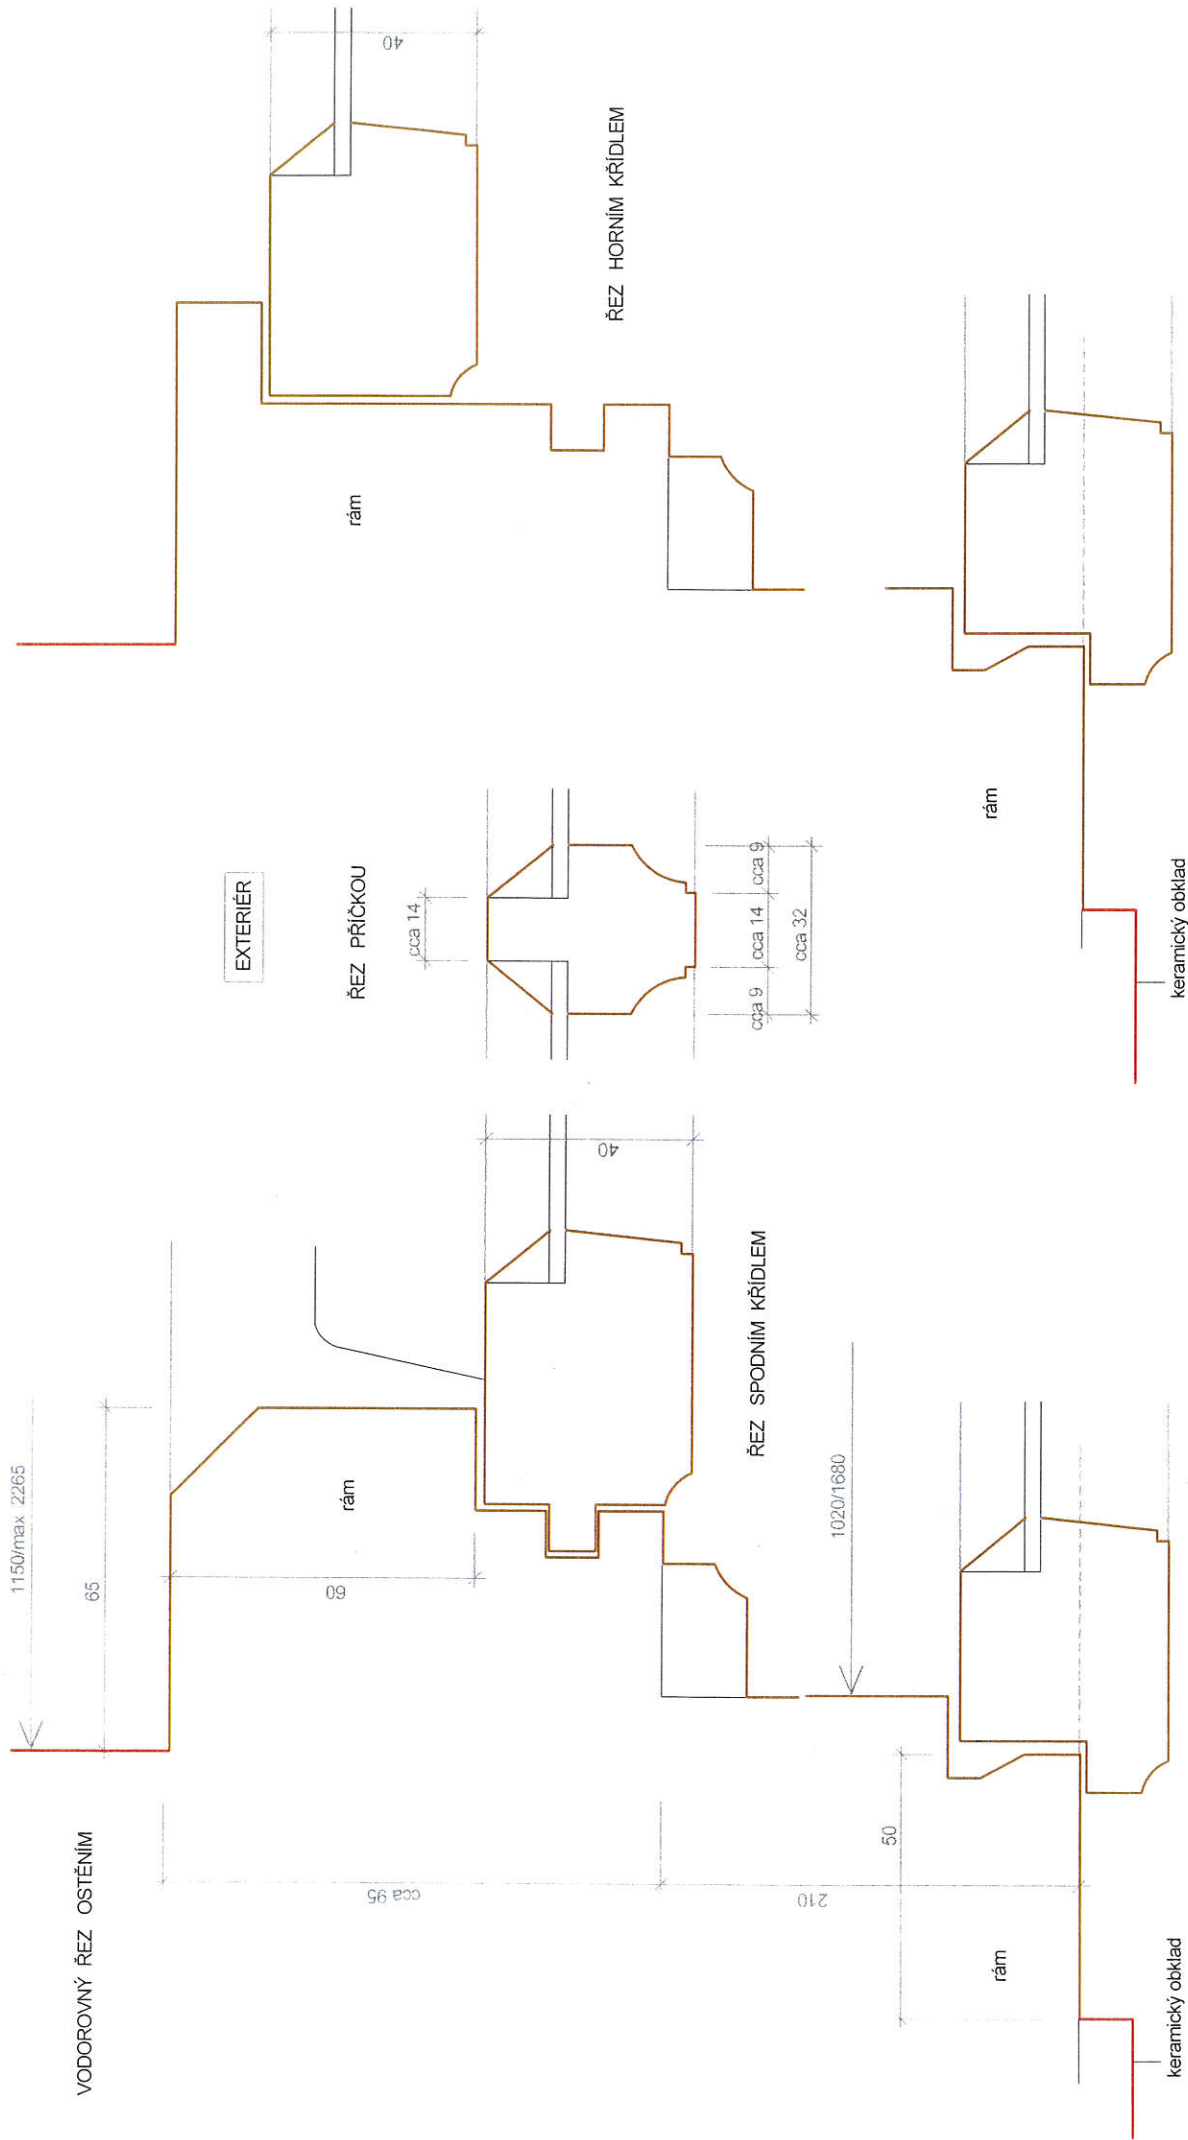 VODOROVNÝ ŘEZ OSTĚNÍM
1150/max 2265
65
rám
60
cca 95
210
40
ŘEZ SPODNÍM KŘÍDLEM
1020/1680
50
rám
keramický obklad
EXTERIÉR
ŘEZ PŘÍČKOU
cca 14
cca 9
cca 14
cca 9
cca 32
40
ŘEZ HORNÍM KŘÍDLEM
rám
rám
keramický obklad